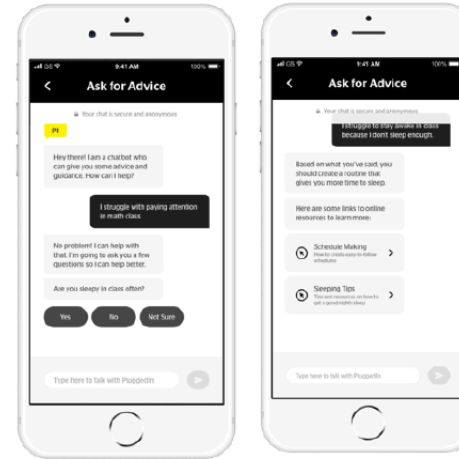 GS
9:41 AM
100%
Ask for Advice
Your chat is secure and anonymous
PI
Hey there! I am a chatbot who
can give you some advice and
guidance. How can I help?
I struggle with paying attention
in math class
No problem! I can help with
that. I'm going to ask you a few
questions so I can help better.
Are you sleepy in class often?
Yes
No
Not Sure
Type here to talk with PluggedIn
GS
9:41 AM
100%
Ask for Advice
Your chat is secure and anonymous
I struggle to stay awake in class
because I dont sleep enough.
Based on what you've said, you
should create a routine that
gives you more time to sleep.
Here are some links to online
resources to learn more:
Schedule Making
How to create easy to follow
schedules
Sleeping Tips
Tips and resources on how to
get a good nights sleep
Type here to talk with PluggedIn